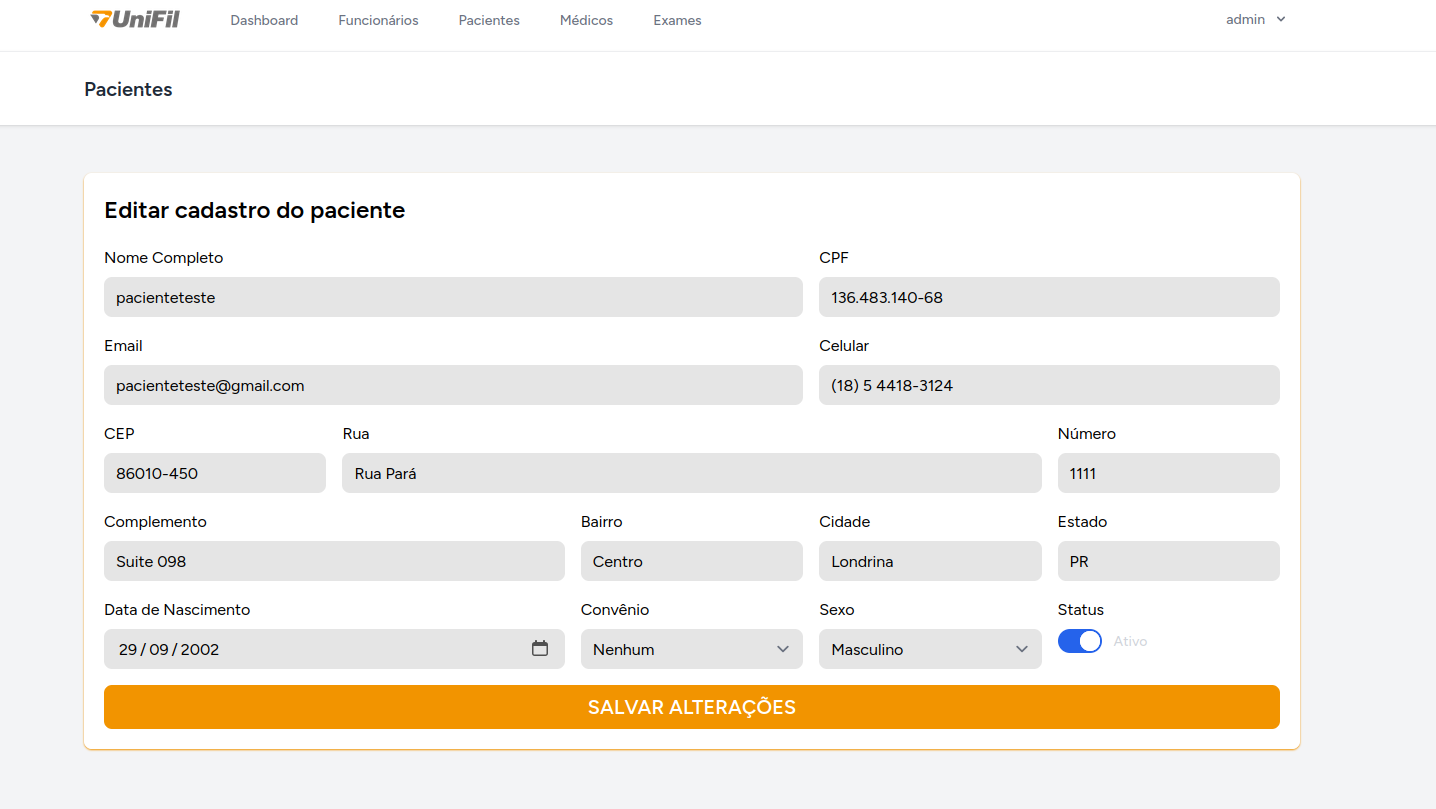 UniFil Dashboard Funcionários Pacientes Médicos Exames admin
Pacientes
Editar cadastro do paciente
Nome Completo CPF
pacienteteste 136.483.140-68
Email Celular
pacienteteste@gmail.com (18) 5 4418-3124
CEP Rua Número
86010-450 Rua Pará 1111
Complemento Bairro Cidade Estado
Suite 098 Centro Londrina PR
Data de Nascimento Convênio Sexo Status
29/09/2002 Nenhum Masculino Ativo
SALVAR ALTERAÇÕES